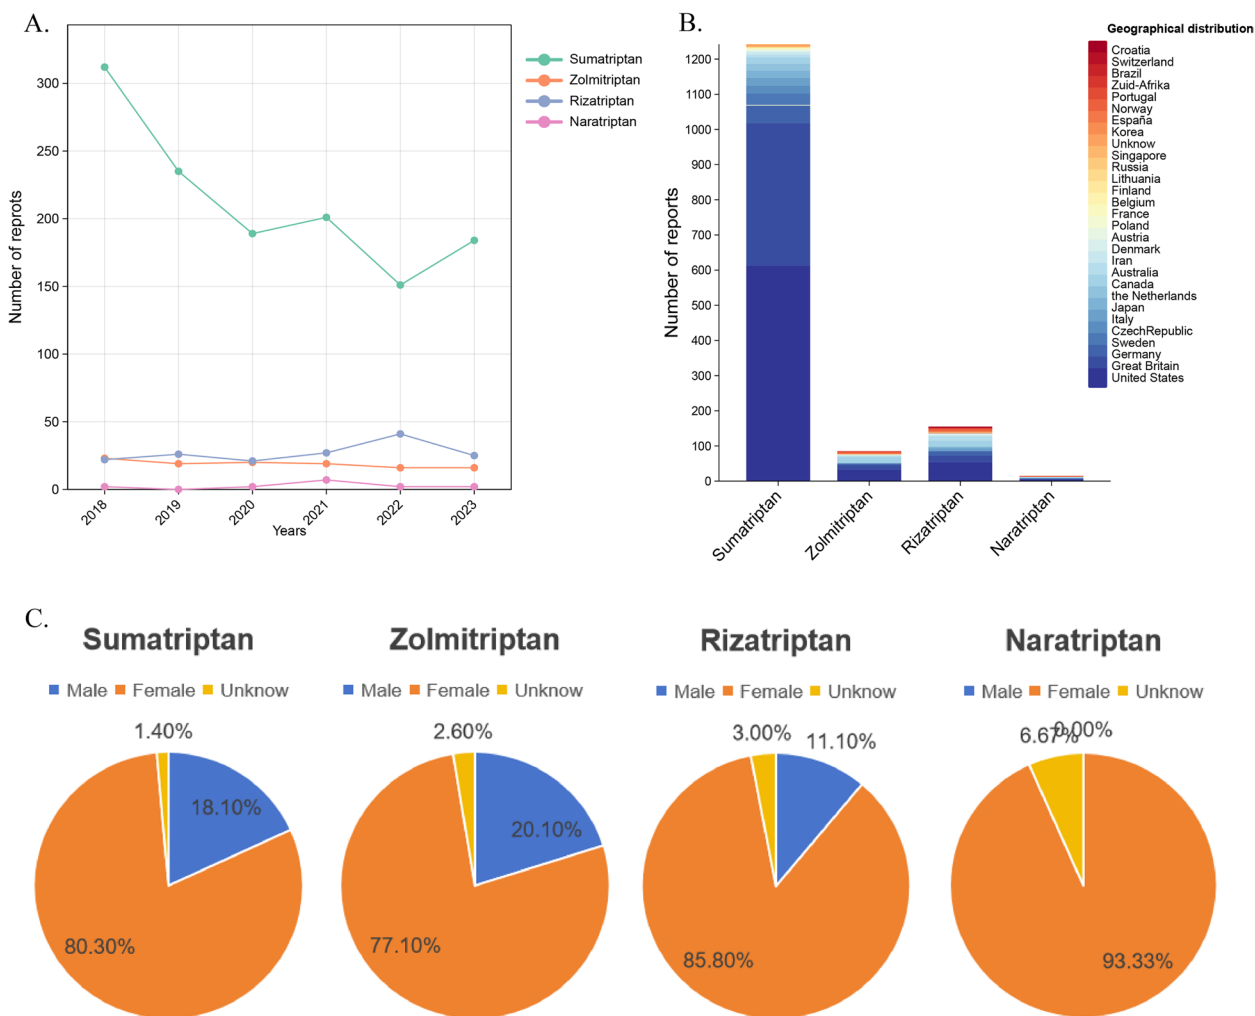 A.
Number of reprots
300
250
200
150
100
50
0
2018
2019
2020
2021
2022
2023
Years
Sumatriptan
Zolmitriptan
Rizatriptan
Naratriptan
B.
Number of reports
1200
1100
1000
900
800
700
600
500
400
300
200
100
0
Sumatriptan
Zolmitriptan
Rizatriptan
Naratriptan
Geographical distribution
Croatia
Switzerland
Brazil
Zuid-Afrika
Portugal
Norway
España
Korea
Unknow
Singapore
Russia
Lithuania
Finland
Belgium
France
Poland
Austria
Denmark
Iran
Australia
Canada
the Netherlands
Japan
Italy
CzechRepublic
Sweden
Germany
Great Britain
United States
C.
Sumatriptan
Male Female Unknow
1.40%
18.10%
80.30%
Zolmitriptan
Male Female Unknow
2.60%
20.10%
77.10%
Rizatriptan
Male Female Unknow
3.00%
11.10%
85.80%
Naratriptan
Male Female Unknow
6.67%
0.00%
93.33%